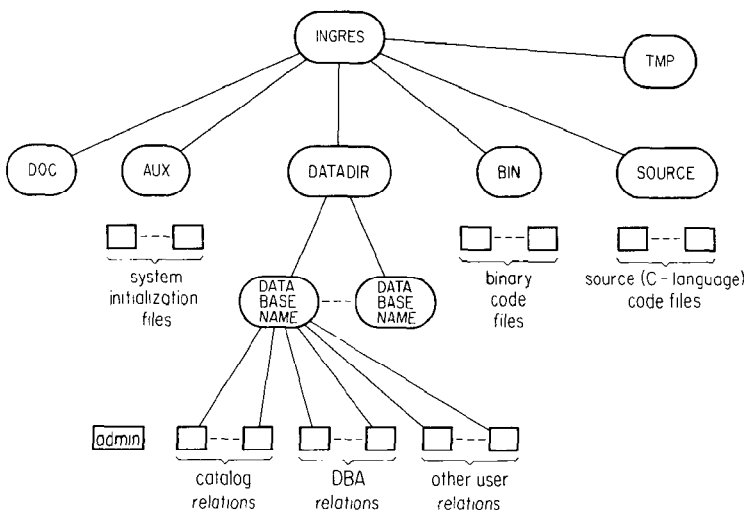 INGRES
TMP
DOC
AUX
DATADIR
BIN
SOURCE
system
initialization
files
binary
code
files
source (C-language)
code files
DATA
BASE
NAME
DATA
BASE
NAME
admin
catalog
relations
DBA
relations
other user
relations